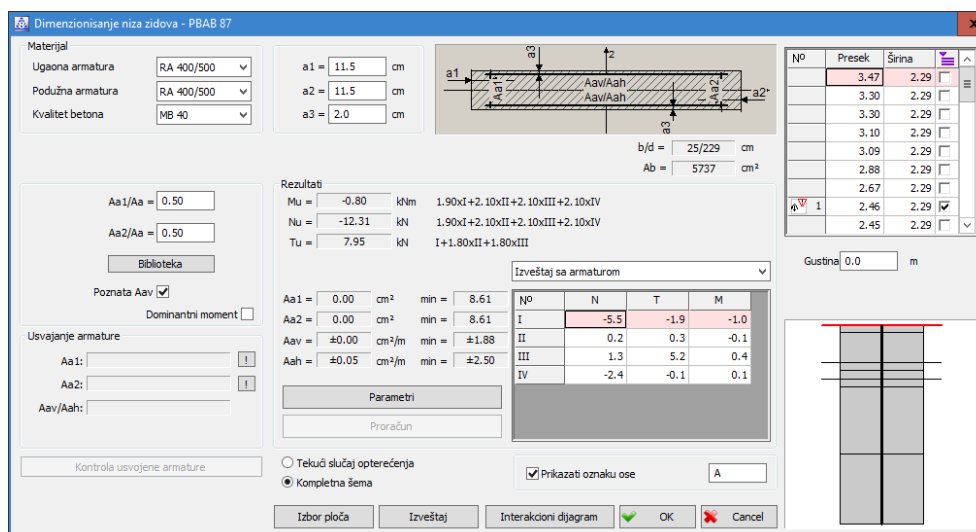 Dimenzionisanje niza zidova - PBAB 87
Materijal
Ugaona armatura RA 400/500
Podužna armatura RA 400/500
Kvalitet betona MB 40
a1 = 11.5 cm
a2 = 11.5 cm
a3 = 2.0 cm
a3 2
a1 Aa1 Aav/Aah Aa2
Aav/Aah a2
a3
b/d = 25/229 cm
Ab = 5737 cm²
Aa1/Aa = 0.50
Aa2/Aa = 0.50
Biblioteka
Poznata Aav
Dominantni moment
Usvajanje armature
Aa1: !
Aa2: !
Aav/Aah:
Kontrola usvojene armature
Rezultati
Mu = -0.80 kNm 1.90xI+2.10xII+2.10xIII+2.10xIV
Nu = -12.31 kN 1.90xI+2.10xII+2.10xIII+2.10xIV
Tu = 7.95 kN I+1.80xII+1.80xIII
Izveštaj sa armaturom
Aa1 = 0.00 cm² min = 8.61
Aa2 = 0.00 cm² min = 8.61
Aav = ±0.00 cm²/m min = ±1.88
Aah = ±0.05 cm²/m min = ±2.50
Parametri
Proračun
Nº N T M
I -5.5 -1.9 -1.0
II 0.2 0.3 -0.1
III 1.3 5.2 0.4
IV -2.4 -0.1 0.1
Tekući slučaj opterećenja
Kompletna šema
Prikazati oznaku ose A
Izbor ploča Izveštaj Interakcioni dijagram OK Cancel
Nº Presek Širina
3.47 2.29
3.30 2.29
3.30 2.29
3.10 2.29
3.09 2.29
2.88 2.29
2.67 2.29
1 2.46 2.29
2.45 2.29
Gustina 0.0 m